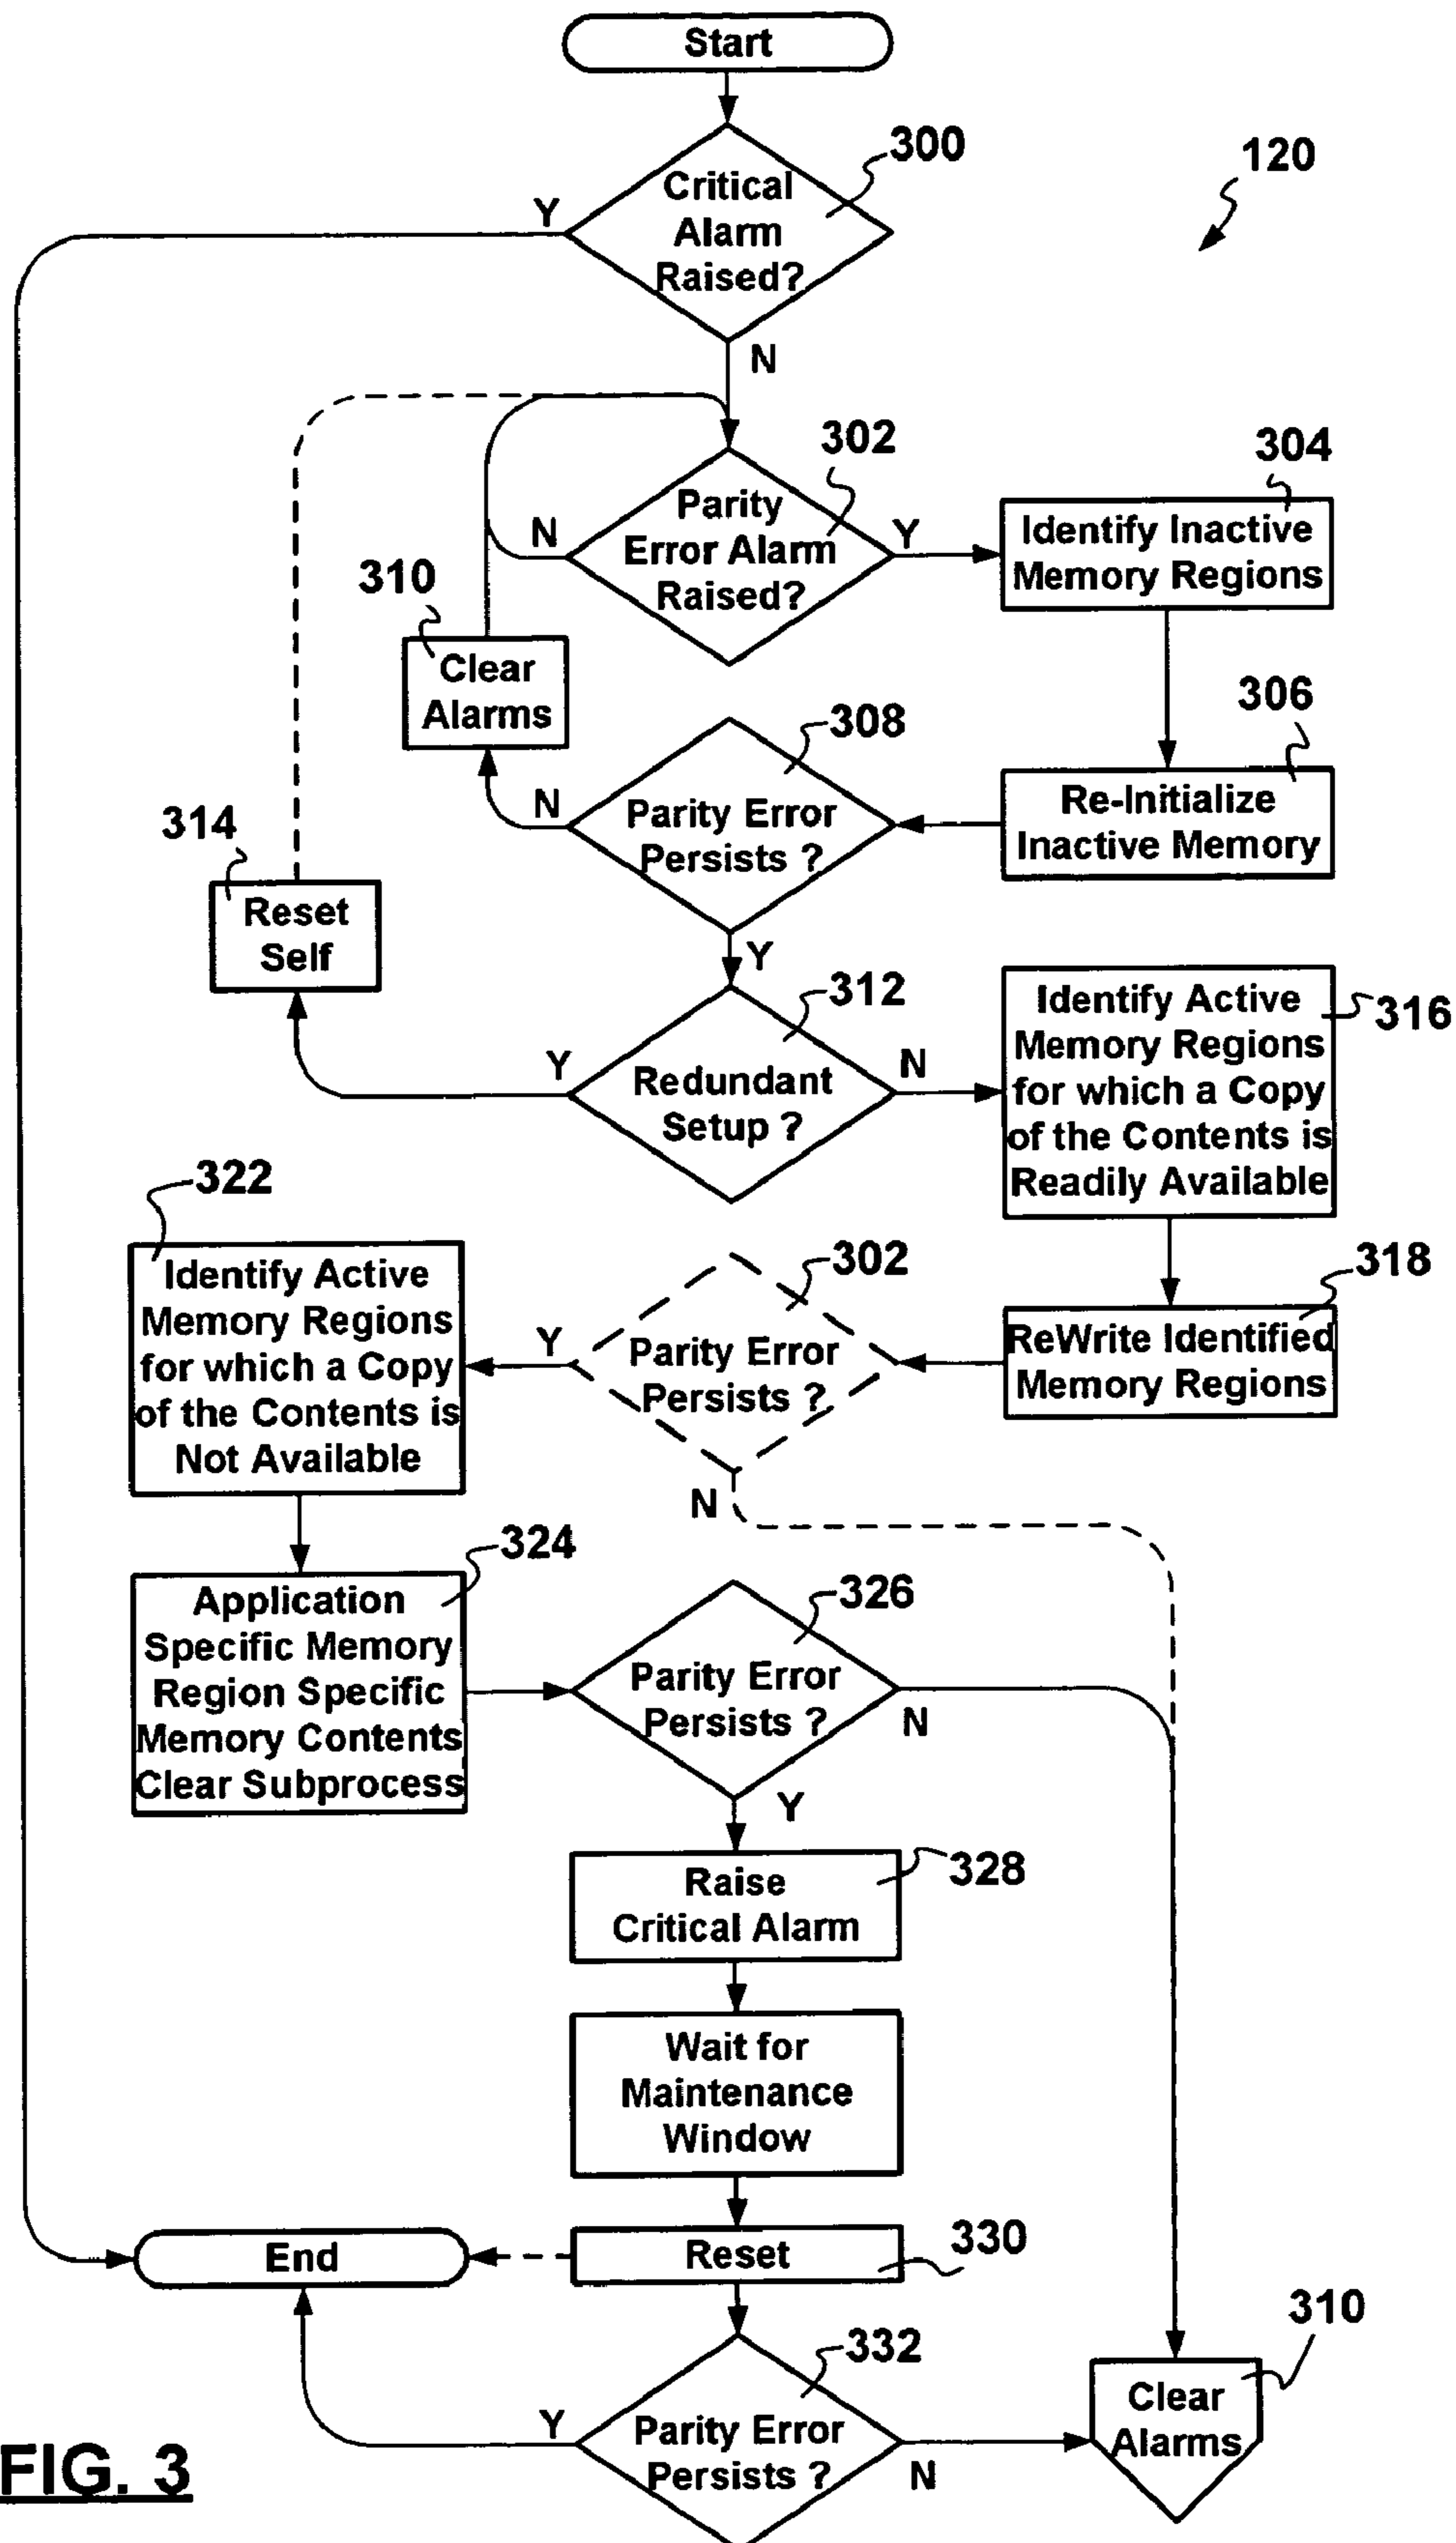 Start
300
Critical
Alarm
Raised?
Y
N
120
302
Parity
Error Alarm
Raised?
N
Y
304
Identify Inactive
Memory Regions
310
Clear
Alarms
306
Re-Initialize
Inactive Memory
308
Parity Error
Persists ?
N
Y
314
Reset
Self
312
Redundant
Setup ?
Y
N
316
Identify Active
Memory Regions
for which a Copy
of the Contents is
Readily Available
318
ReWrite Identified
Memory Regions
302
Parity Error
Persists ?
Y
N
322
Identify Active
Memory Regions
for which a Copy
of the Contents is
Not Available
324
Application
Specific Memory
Region Specific
Memory Contents
Clear Subprocess
326
Parity Error
Persists ?
N
Y
328
Raise
Critical Alarm
Wait for
Maintenance
Window
Reset
330
End
332
Parity Error
Persists ?
Y
N
310
Clear
Alarms
FIG. 3